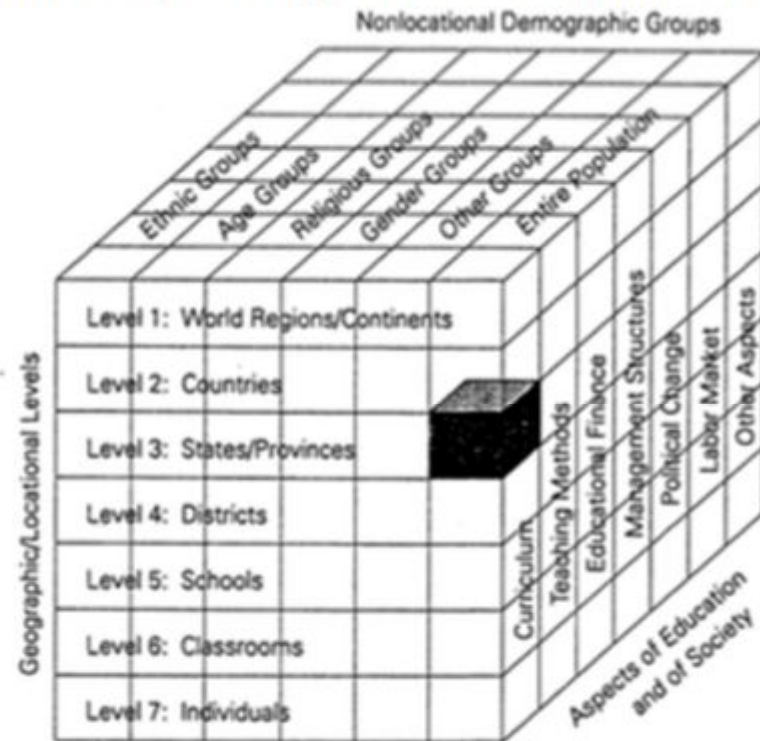 Nonlocational Demographic Groups
Ethnic Groups
Age Groups
Religious Groups
Gender Groups
Other Groups
Entire Population
Geographic/Locational Levels
Level 1: World Regions/Continents
Level 2: Countries
Level 3: States/Provinces
Level 4: Districts
Level 5: Schools
Level 6: Classrooms
Level 7: Individuals
Curriculum
Teaching Methods
Educational Finance
Management Structures
Political Change
Labor Market
Other Aspects
Aspects of Education
and of Society